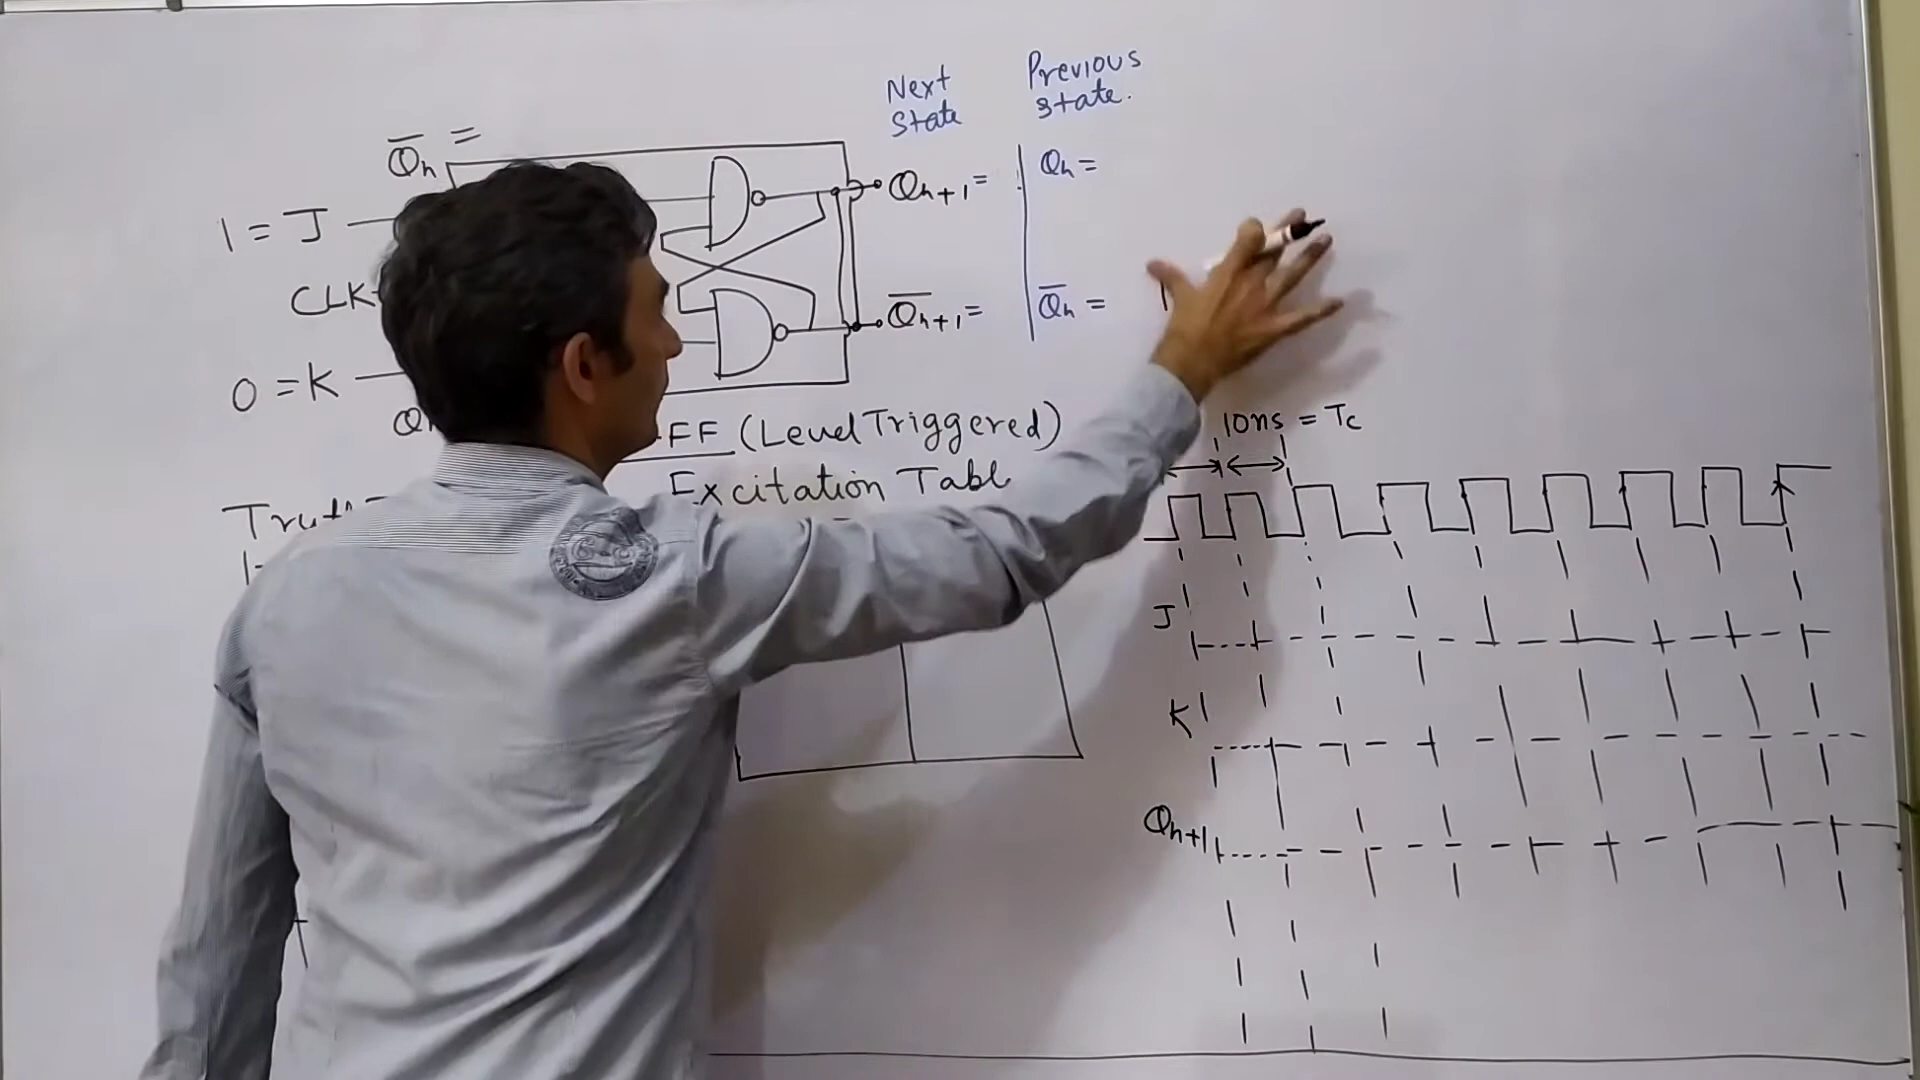 Next
state
Previous
state.
Q̅n =
Qn+1 =
Qn =
1 = J
CLK
Q̅n+1 =
Q̅n =
0 = K
FF (Level Triggered)
Excitation Tabl
10ns = Tc
J
K
Qn+1